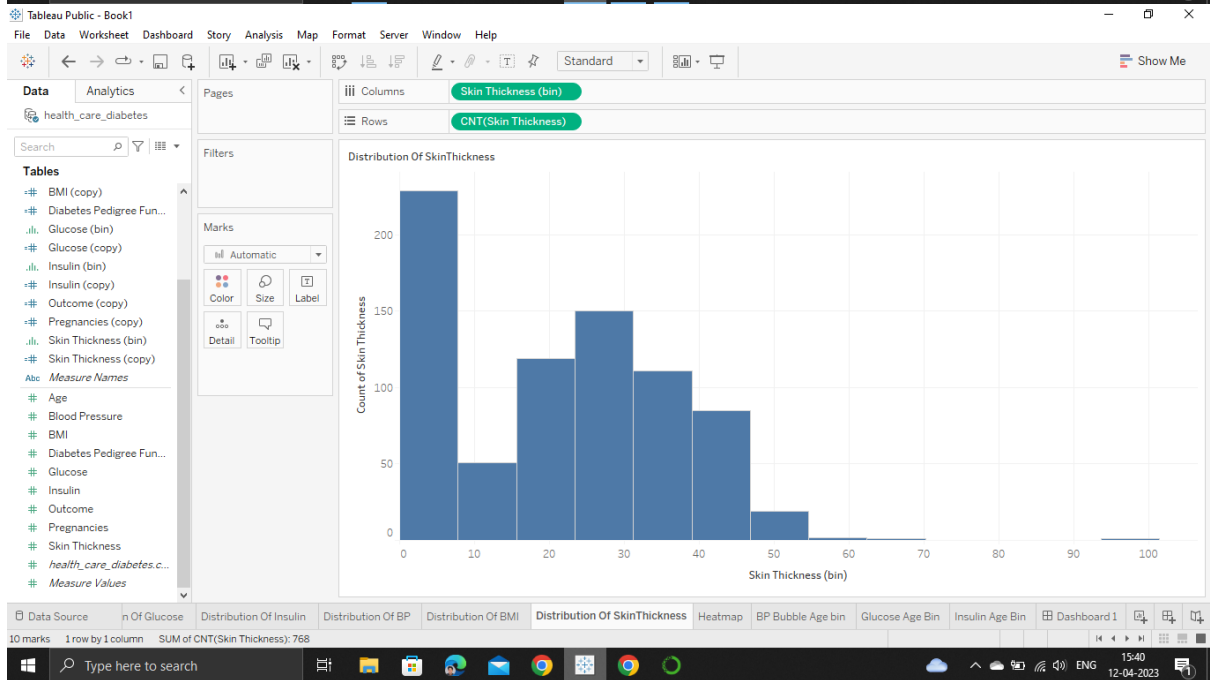 Tableau Public - Book1
File Data Worksheet Dashboard Story Analysis Map Format Server Window Help
Standard
Show Me
Data Analytics
health_care_diabetes
Search
Tables
BMI (copy)
Diabetes Pedigree Fun...
Glucose (bin)
Glucose (copy)
Insulin (bin)
Insulin (copy)
Outcome (copy)
Pregnancies (copy)
Skin Thickness (bin)
Skin Thickness (copy)
Abc Measure Names
Age
Blood Pressure
BMI
Diabetes Pedigree Fun...
Glucose
Insulin
Outcome
Pregnancies
Skin Thickness
health_care_diabetes.c...
Measure Values
Pages
Filters
Marks
Automatic
Color Size Label
Detail Tooltip
Columns Skin Thickness (bin)
Rows CNT(Skin Thickness)
Distribution Of SkinThickness
Count of Skin Thickness
200
150
100
50
0
0 10 20 30 40 50 60 70 80 90 100
Skin Thickness (bin)
Data Source n Of Glucose Distribution Of Insulin Distribution Of BP Distribution Of BMI Distribution Of SkinThickness Heatmap BP Bubble Age bin Glucose Age Bin Insulin Age Bin Dashboard 1
10 marks 1 row by 1 column SUM of CNT(Skin Thickness): 768
Type here to search
ENG
15:40
12-04-2023
1